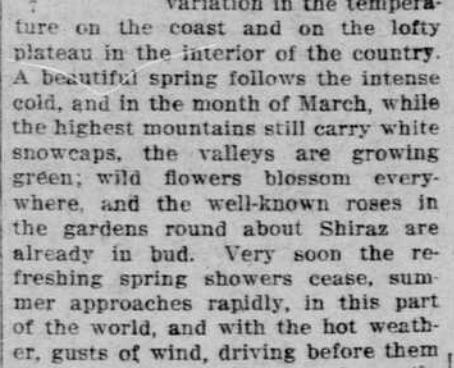 variation in the tempera-
ture on the coast and on the lofty
plateau in the interior of the country.
A beautiful spring follows the intense
cold, and in the month of March, while
the highest mountains still carry white
snowcaps, the valleys are growing
green; wild flowers blossom every-
where, and the well-known roses in
the gardens round about Shiraz are
already in bud. Very soon the re-
freshing spring showers cease, sum-
mer approaches rapidly, in this part
of the world, and with the hot weath-
er, gusts of wind, driving before them